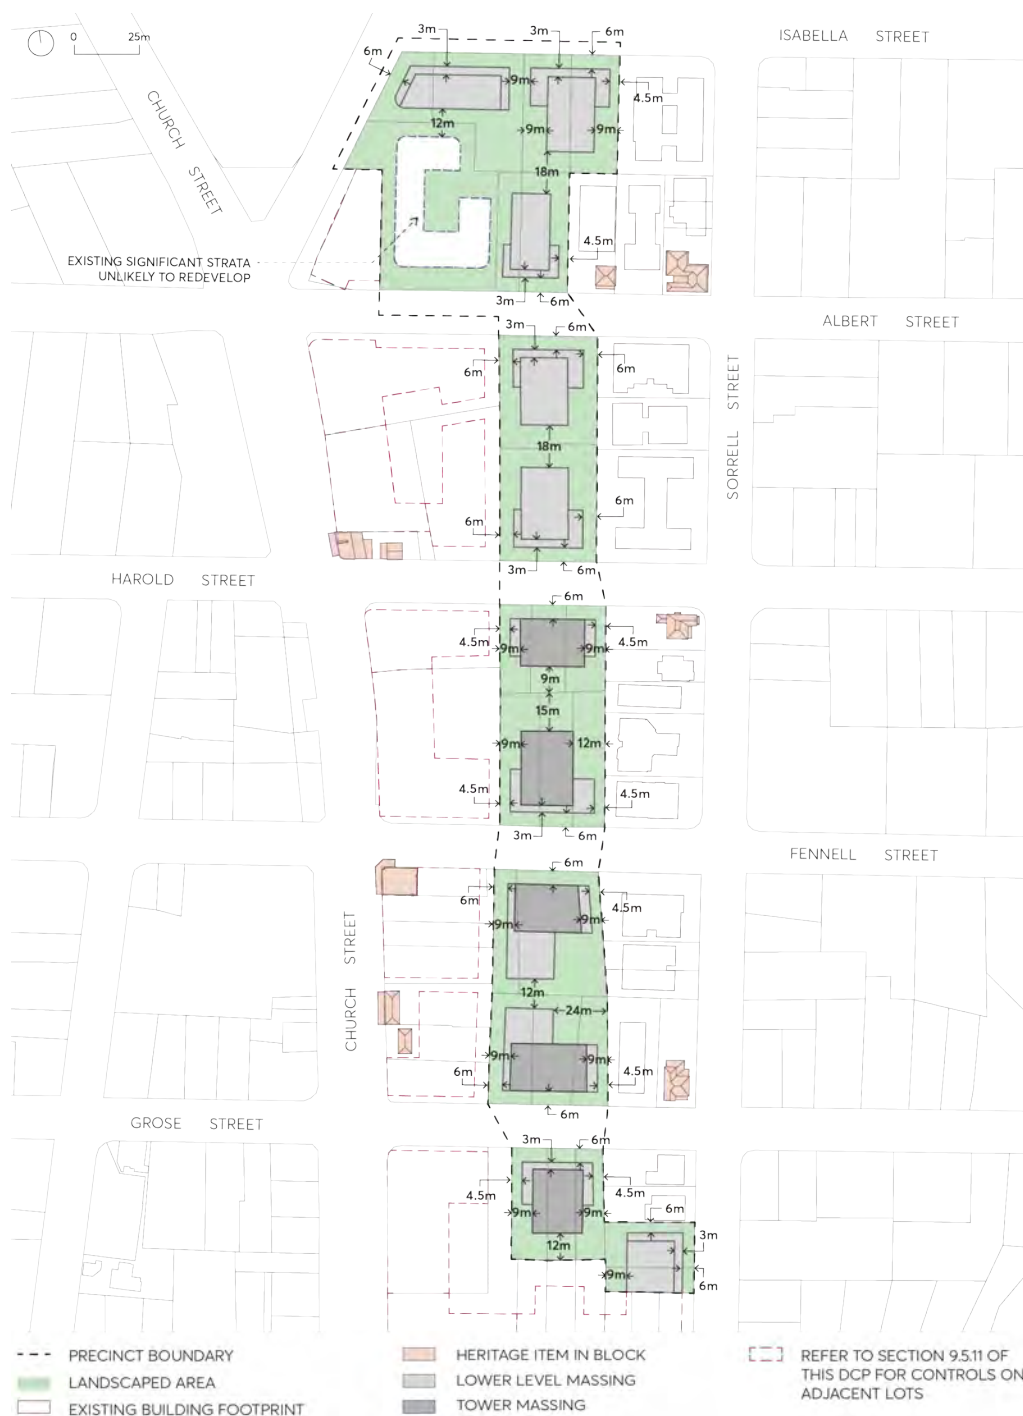 3m
3m
6m
ISABELLA STREET
0 25m
6m
9m
4.5m
CHURCH
STREET
12m
9m
9m
18m
EXISTING SIGNIFICANT STRATA
UNLIKELY TO REDEVELOP
4.5m
3m
6m
3m
6m
ALBERT STREET
6m
6m
SORRELL STREET
18m
6m
6m
3m
6m
HAROLD STREET
6m
4.5m
4.5m
9m
9m
9m
15m
9m
12m
4.5m
4.5m
3m
6m
FENNELL STREET
6m
6m
4.5m
9m
9m
CHURCH STREET
12m
24m
9m
9m
6m
4.5m
6m
GROSE STREET
3m
6m
4.5m
4.5m
9m
9m
6m
3m
12m
9m
6m
PRECINCT BOUNDARY
LANDSCAPED AREA
EXISTING BUILDING FOOTPRINT
HERITAGE ITEM IN BLOCK
LOWER LEVEL MASSING
TOWER MASSING
REFER TO SECTION 9.5.11 OF
THIS DCP FOR CONTROLS ON
ADJACENT LOTS